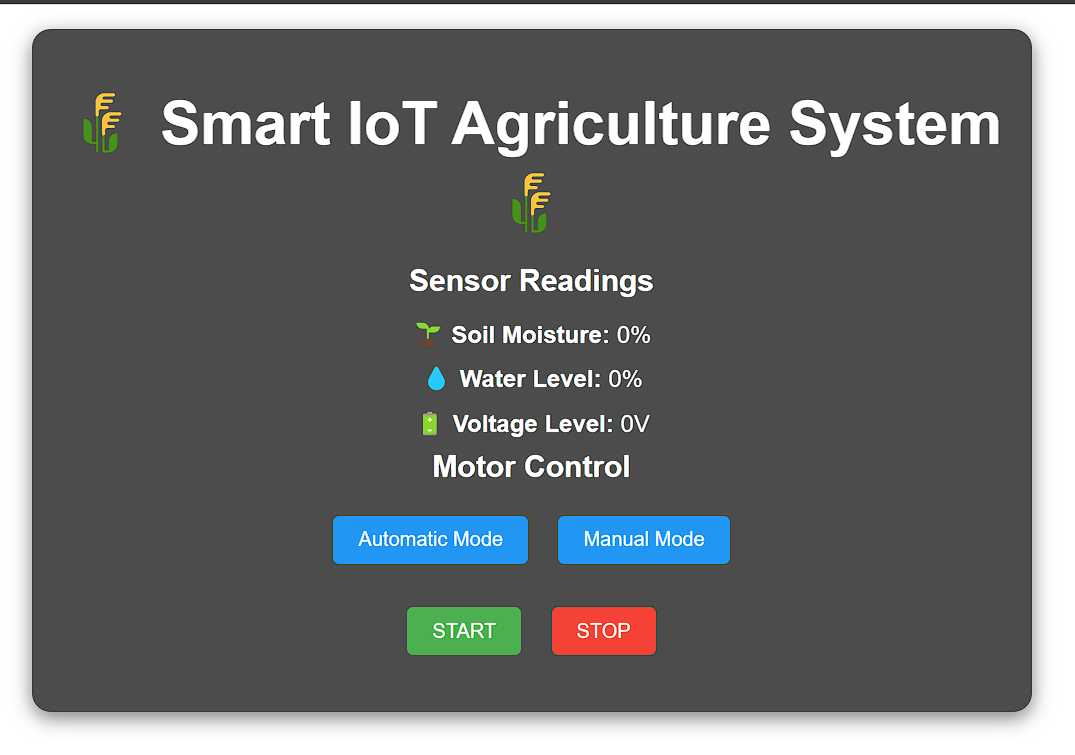 Smart IoT Agriculture System
Sensor Readings
Soil Moisture: 0%
Water Level: 0%
Voltage Level: 0V
Motor Control
Automatic Mode Manual Mode
START STOP